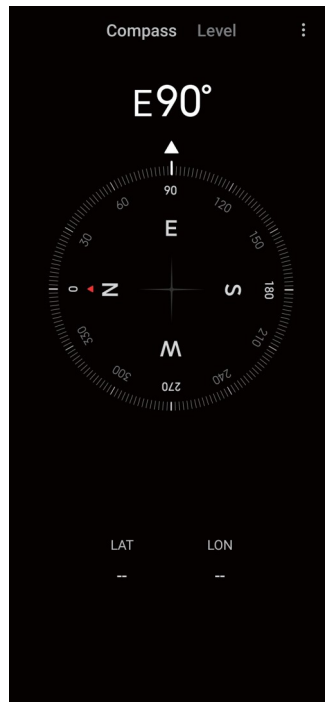 Compass Level
E90°
90
60 120
E
30 150
0 N S 180
330 210
W
300 240
270
LAT LON
-- --